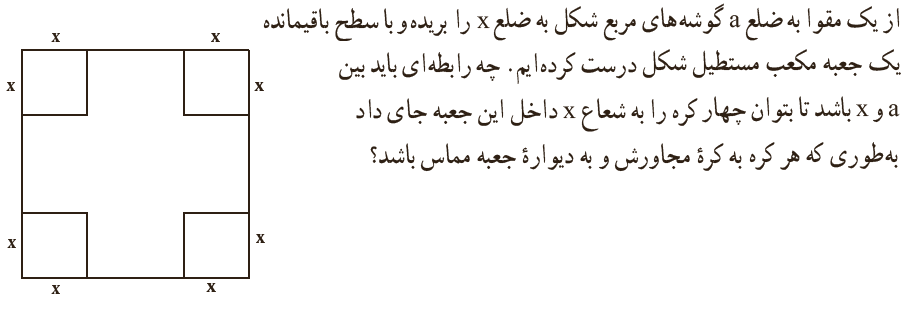 از یک مقوا به ضلع a گوشه‌های مربع شکل به ضلع x را بریده‌و با سطح باقیمانده
یک جعبه مکعب مستطیل شکل درست کرده‌ایم. چه رابطه‌ای باید بین
a و x باشد تا بتوان چهار کره را به شعاع x داخل این جعبه جای داد
به‌طوری که هر کره به کرهٔ مجاورش و به دیوارهٔ جعبه مماس باشد؟
x x
x x
x x
x x